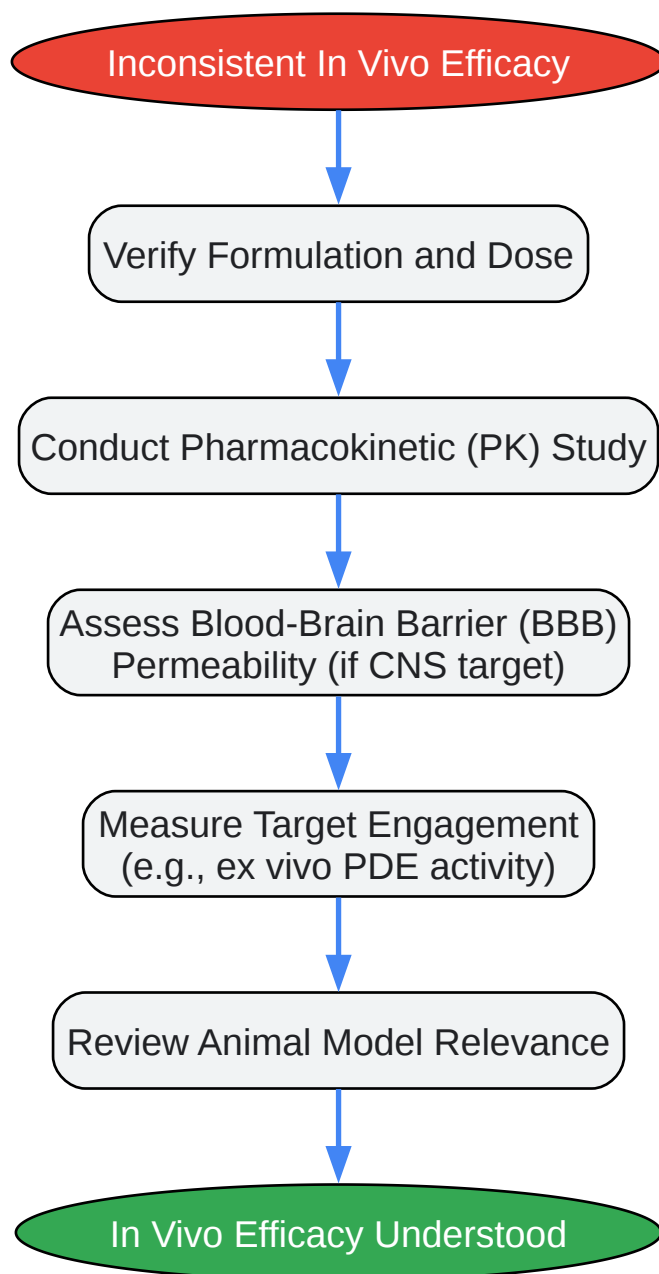 Inconsistent In Vivo Efficacy
Verify Formulation and Dose
Conduct Pharmacokinetic (PK) Study
Assess Blood-Brain Barrier (BBB)
Permeability (if CNS target)
Measure Target Engagement
(e.g., ex vivo PDE activity)
Review Animal Model Relevance
In Vivo Efficacy Understood